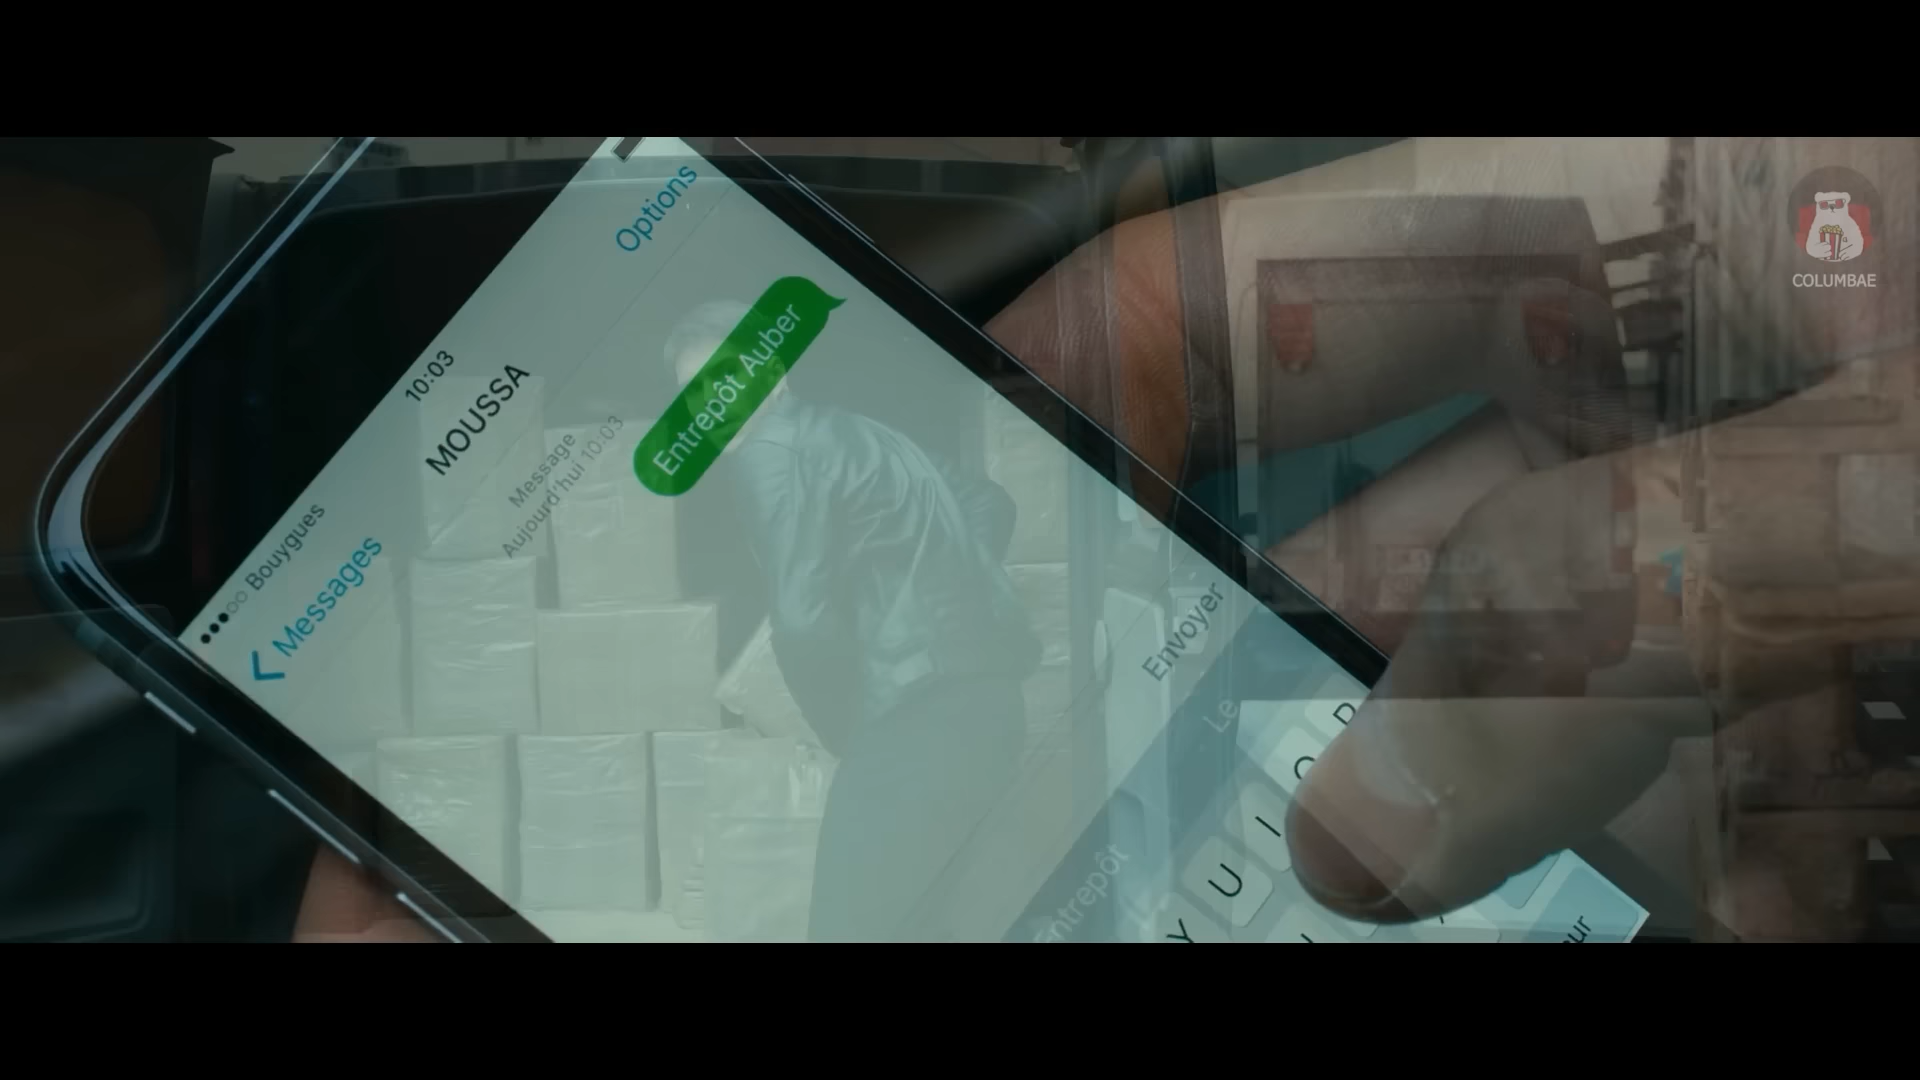 ●●●○○ Bouygues
10:03
< Messages
MOUSSA
Options
Message
Aujourd'hui 10:03
Entrepôt Auber
Envoyer
Entrepôt
Le
Y U I O P
COLUMBAE